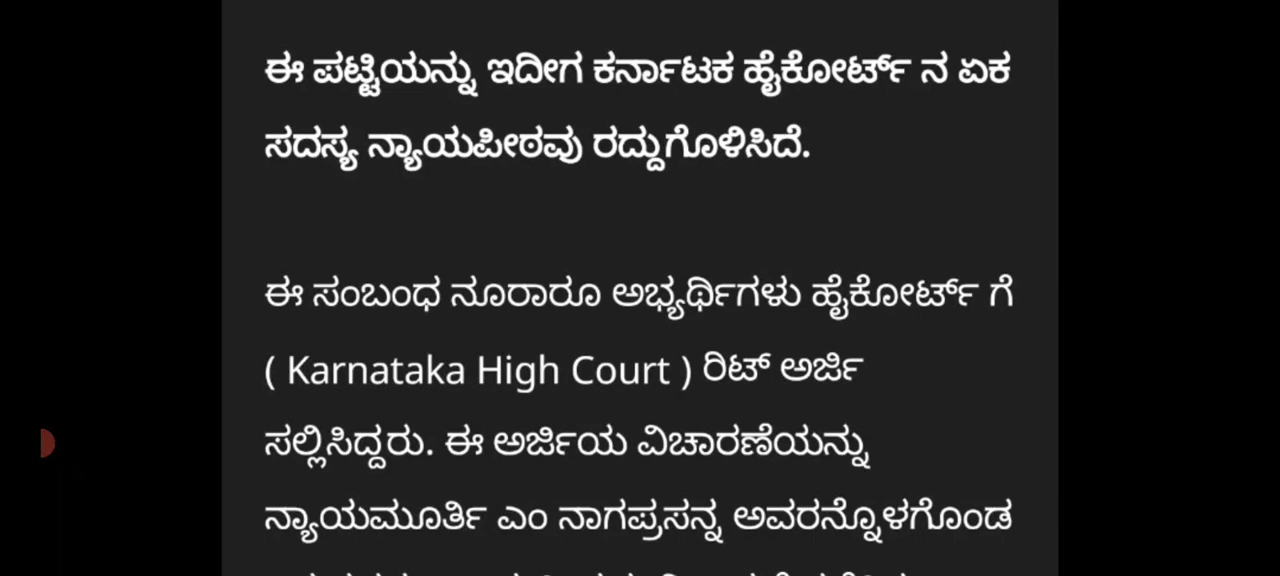 ಈ ಪಟ್ಟಿಯನ್ನು ಇದೀಗ ಕರ್ನಾಟಕ ಹೈಕೋರ್ಟ್ ನ ಏಕ
ಸದಸ್ಯ ನ್ಯಾಯಪೀಠವು ರದ್ದುಗೊಳಿಸಿದೆ.
ಈ ಸಂಬಂಧ ನೂರಾರೂ ಅಭ್ಯರ್ಥಿಗಳು ಹೈಕೋರ್ಟ್ ಗೆ
( Karnataka High Court ) ರಿಟ್ ಅರ್ಜಿ
ಸಲ್ಲಿಸಿದ್ದರು. ಈ ಅರ್ಜಿಯ ವಿಚಾರಣೆಯನ್ನು
ನ್ಯಾಯಮೂರ್ತಿ ಎಂ ನಾಗಪ್ರಸನ್ನ ಅವರನ್ನೊಳಗೊಂಡ